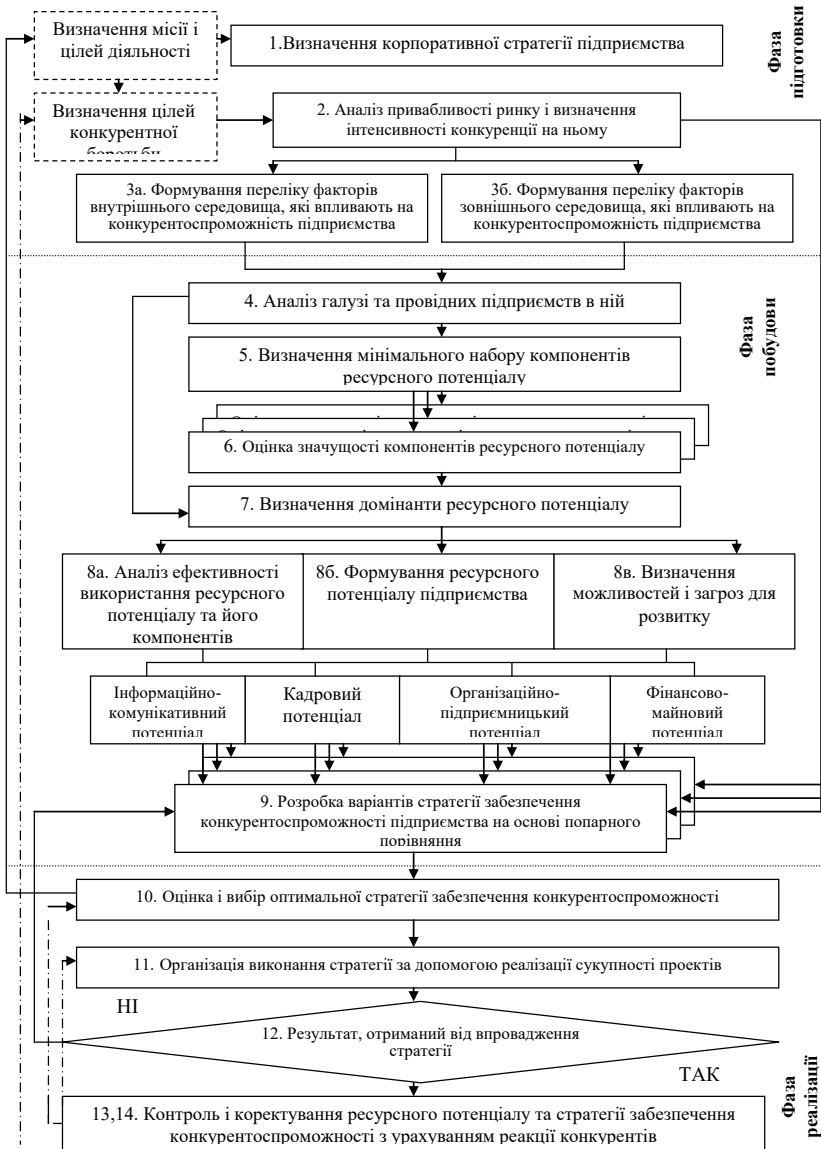 Визначення місії і
цілей діяльності
1.Визначення корпоративної стратегії підприємства
Фаза
підготовки
Визначення цілей
конкурентної
боротьби
2. Аналіз привабливості ринку і визначення
інтенсивності конкуренції на ньому
3а. Формування переліку факторів
внутрішнього середовища, які впливають на
конкурентоспроможність підприємства
3б. Формування переліку факторів
зовнішнього середовища, які впливають на
конкурентоспроможність підприємства
4. Аналіз галузі та провідних підприємств в ній
Фаза
побудови
5. Визначення мінімального набору компонентів
ресурсного потенціалу
6. Оцінка значущості компонентів ресурсного потенціалу
7. Визначення домінанти ресурсного потенціалу
8а. Аналіз ефективності
використання ресурсного
потенціалу та його
компонентів
8б. Формування ресурсного
потенціалу підприємства
8в. Визначення
можливостей і загроз для
розвитку
Інформаційно-
комунікативний
потенціал
Кадровий
потенціал
Організаційно-
підприємницький
потенціал
Фінансово-
майновий
потенціал
9. Розробка варіантів стратегії забезпечення
конкурентоспроможності підприємства на основі попарного
порівняння
10. Оцінка і вибір оптимальної стратегії забезпечення конкурентоспроможності
11. Організація виконання стратегії за допомогою реалізації сукупності проектів
НІ
12. Результат, отриманий від впровадження
стратегії
ТАК
Фаза
реалізації
13,14. Контроль і коректування ресурсного потенціалу та стратегії забезпечення
конкурентоспроможності з урахуванням реакції конкурентів